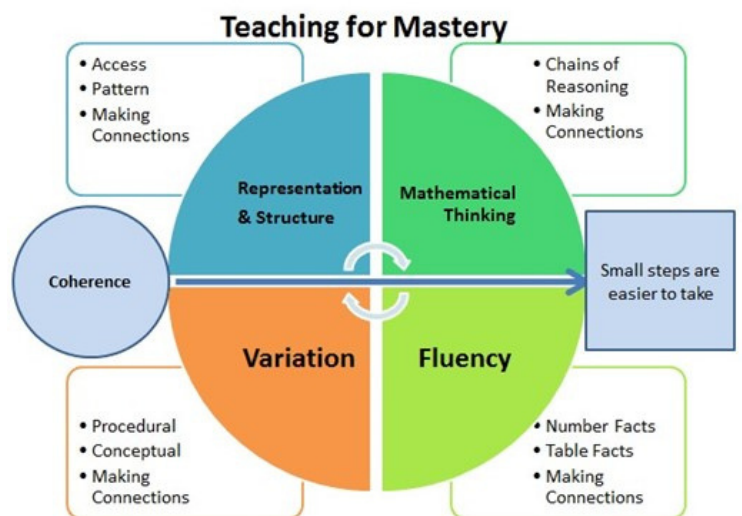 Teaching for Mastery
• Access
• Pattern
• Making
Connections
• Chains of
Reasoning
• Making
Connections
Representation
& Structure
Mathematical
Thinking
Coherence
Small steps are
easier to take
Variation
Fluency
• Procedural
• Conceptual
• Making
Connections
• Number Facts
• Table Facts
• Making
Connections